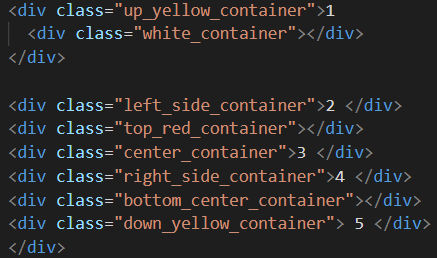 <div class="up_yellow_container">1
<div class="white_container"></div>
</div>
<div class="left_side_container">2 </div>
<div class="top_red_container"></div>
<div class="center_container">3 </div>
<div class="right_side_container">4 </div>
<div class="bottom_center_container"></div>
<div class="down_yellow_container"> 5 </div>
</div>